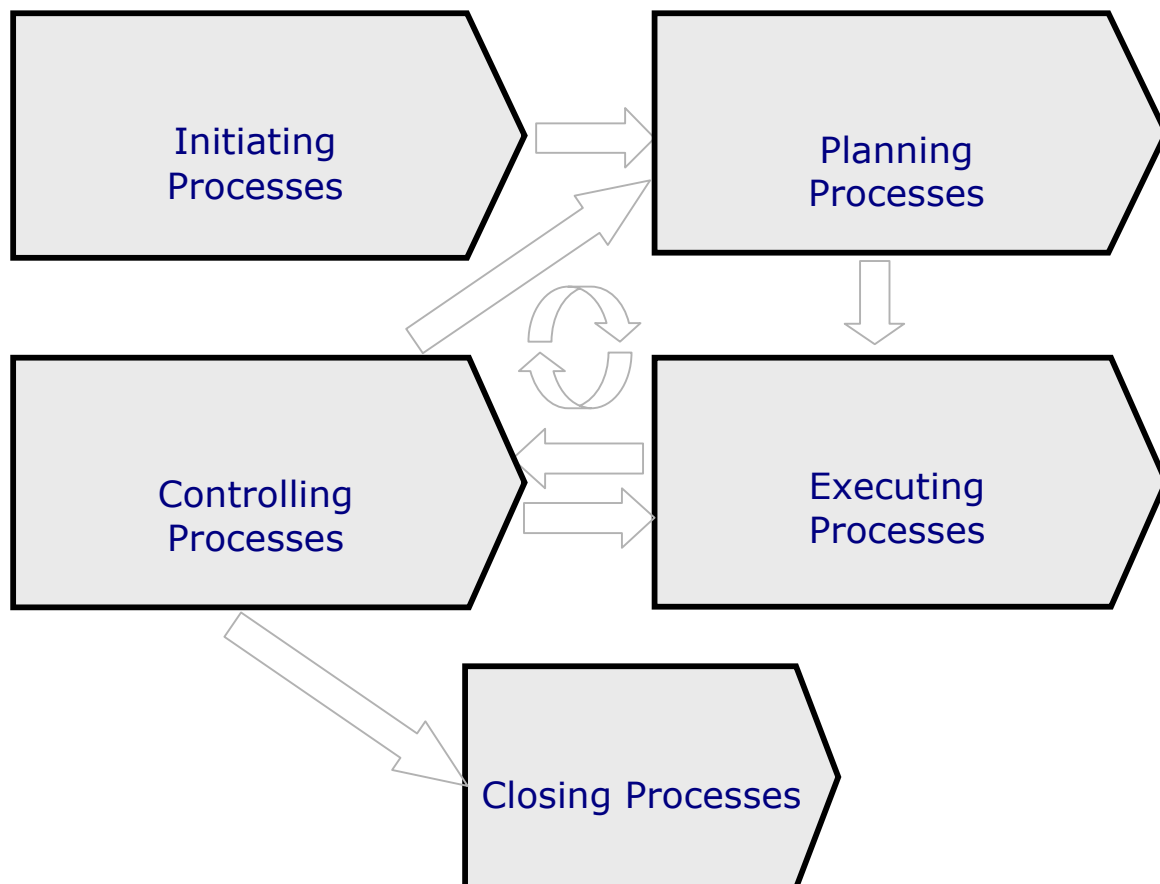 Initiating
Processes
Planning
Processes
Controlling
Processes
Executing
Processes
Closing Processes